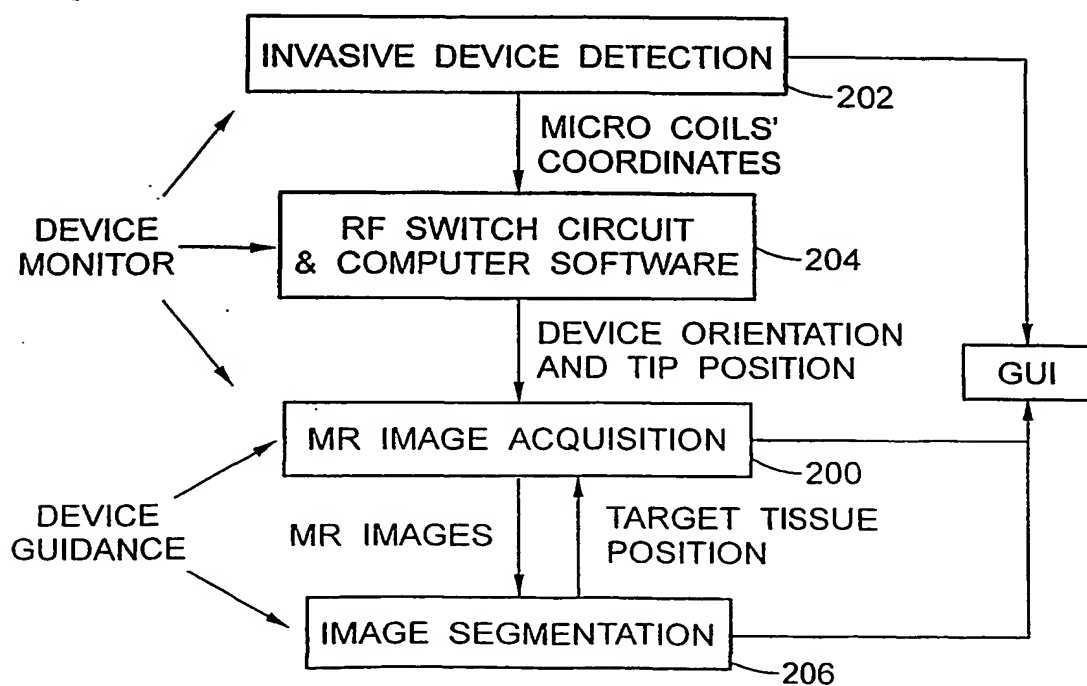 INVASIVE DEVICE DETECTION
202
MICRO COILS'
COORDINATES
DEVICE
MONITOR
RF SWITCH CIRCUIT
& COMPUTER SOFTWARE
204
DEVICE ORIENTATION
AND TIP POSITION
GUI
MR IMAGE ACQUISITION
200
DEVICE
GUIDANCE
MR IMAGES
TARGET TISSUE
POSITION
IMAGE SEGMENTATION
206